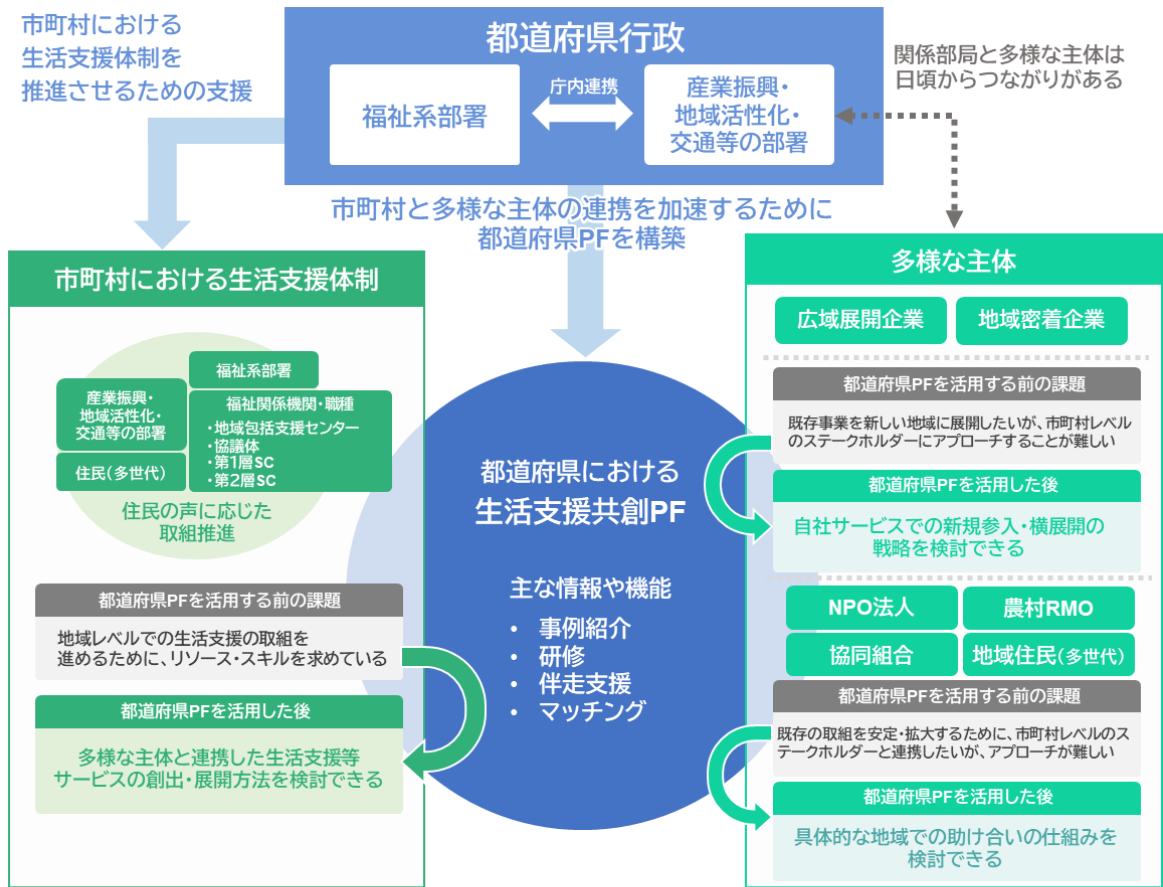 市町村における
生活支援体制を
推進させるための支援
都道府県行政
福祉系部署
庁内連携
産業振興・
地域活性化・
交通等の部署
関係部局と多様な主体は
日頃からつながりがある
市町村と多様な主体の連携を加速するために
都道府県PFを構築
市町村における生活支援体制
福祉系部署
産業振興・
地域活性化・
交通等の部署
住民(多世代)
福祉関係機関・職種
・地域包括支援センター
・協議体
・第1層SC
・第2層SC
住民の声に応じた
取組推進
都道府県PFを活用する前の課題
地域レベルでの生活支援の取組を
進めるために、リソース・スキルを求めている
都道府県PFを活用した後
多様な主体と連携した生活支援等
サービスの創出・展開方法を検討できる
都道府県における
生活支援共創PF
主な情報や機能
• 事例紹介
• 研修
• 伴走支援
• マッチング
多様な主体
広域展開企業
地域密着企業
都道府県PFを活用する前の課題
既存事業を新しい地域に展開したいが、市町村レベル
のステークホルダーにアプローチすることが難しい
都道府県PFを活用した後
自社サービスでの新規参入・横展開の
戦略を検討できる
NPO法人
農村RMO
協同組合
地域住民(多世代)
都道府県PFを活用する前の課題
既存の取組を安定・拡大するために、市町村レベルのス
テークホルダーと連携したいが、アプローチが難しい
都道府県PFを活用した後
具体的な地域での助け合いの仕組みを
検討できる